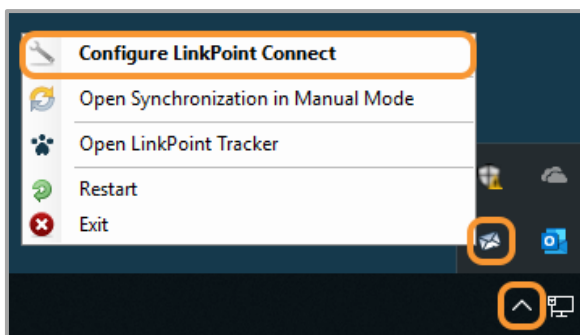 Configure LinkPoint Connect
Open Synchronization in Manual Mode
Open LinkPoint Tracker
Restart
Exit